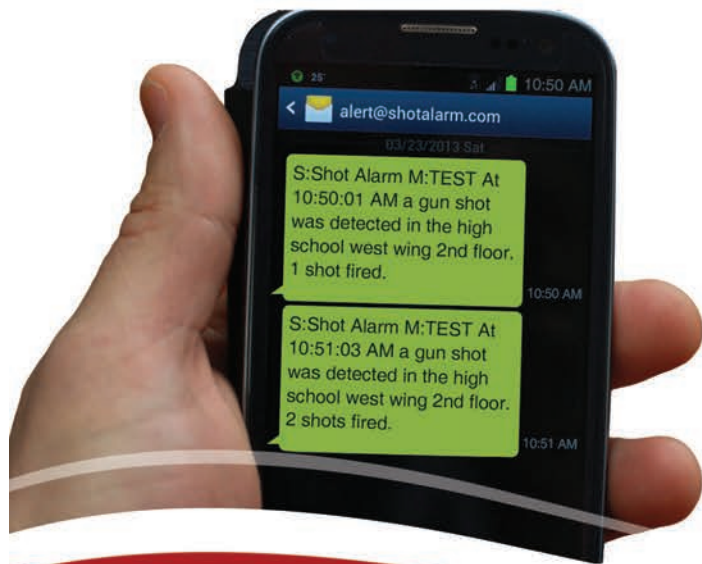 25°
10:50 AM
alert@shotalarm.com
03/23/2013 Sat
S:Shot Alarm M:TEST At
10:50:01 AM a gun shot
was detected in the high
school west wing 2nd floor.
1 shot fired.
10:50 AM
S:Shot Alarm M:TEST At
10:51:03 AM a gun shot
was detected in the high
school west wing 2nd floor.
2 shots fired.
10:51 AM